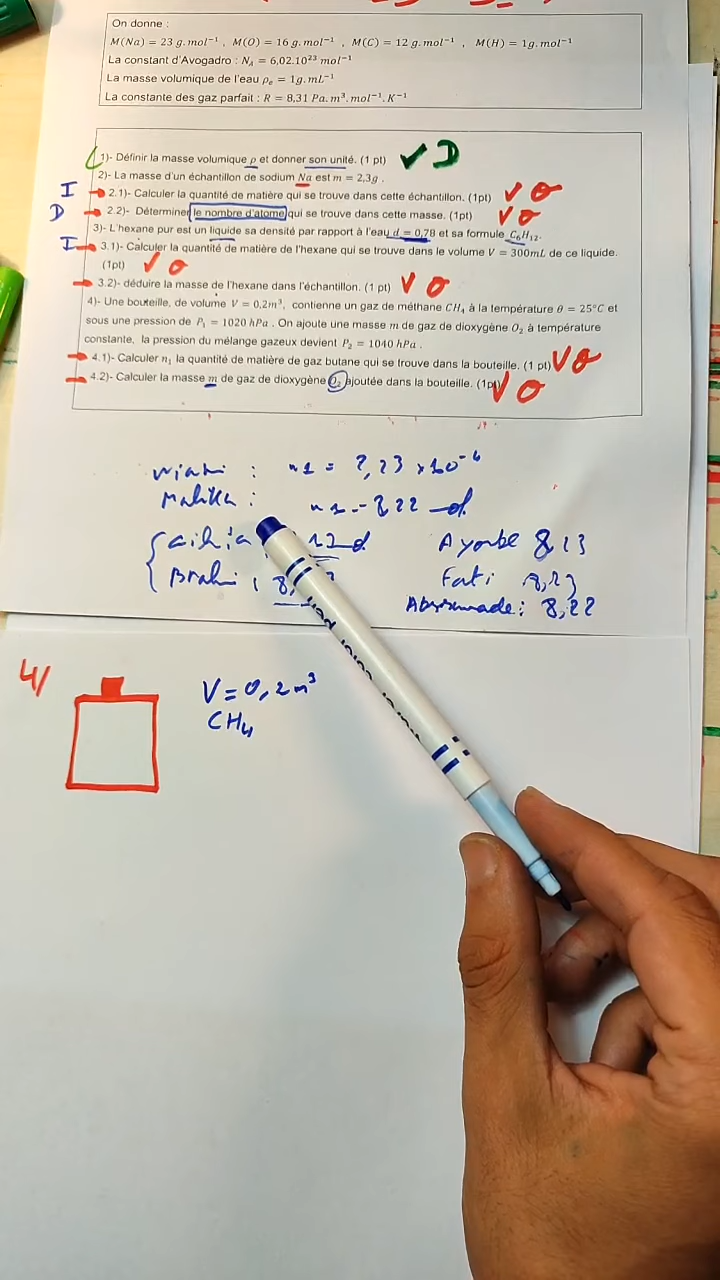 On donne :
M(Na) = 23 g.mol⁻¹ , M(O) = 16 g.mol⁻¹ , M(C) = 12 g.mol⁻¹ , M(H) = 1g.mol⁻¹
La constant d'Avogadro : N_A = 6,02.10²³ mol⁻¹
La masse volumique de l'eau ρₑ = 1g.mL⁻¹
La constante des gaz parfait : R = 8,31 Pa.m³.mol⁻¹.K⁻¹
1)- Définir la masse volumique ρ et donner son unité. (1 pt) D
2)- La masse d'un échantillon de sodium Na est m = 2,3g .
I 2.1)- Calculer la quantité de matière qui se trouve dans cette échantillon. (1pt)
D 2.2)- Déterminer le nombre d'atome qui se trouve dans cette masse. (1pt)
3)- L'hexane pur est un liquide sa densité par rapport à l'eau d = 0,78 et sa formule C₆H₁₂.
I 3.1)- Calculer la quantité de matière de l'hexane qui se trouve dans le volume V = 300mL de ce liquide.
(1pt)
3.2)- déduire la masse de l'hexane dans l'échantillon. (1 pt)
4)- Une bouteille, de volume V = 0,2m³, contienne un gaz de méthane CH₄ à la température θ = 25°C et
sous une pression de P₁ = 1020 hPa . On ajoute une masse m de gaz de dioxygène O₂ à température
constante, la pression du mélange gazeux devient P₂ = 1040 hPa .
4.1)- Calculer n₁ la quantité de matière de gaz butane qui se trouve dans la bouteille. (1 pt)
4.2)- Calculer la masse m de gaz de dioxygène O₂ ajoutée dans la bouteille. (1pt)
Malika :
Ayoube 8,23
Brahi : 8,
Fati 8,23
8,22
4/
V = 0,2 m³
CH₄